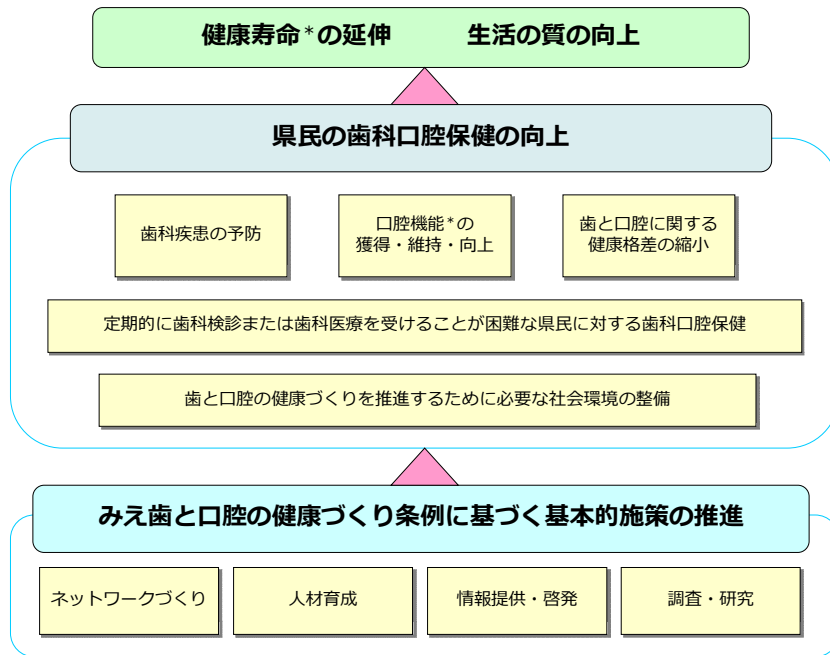 健康寿命*の延伸　生活の質の向上
県民の歯科口腔保健の向上
歯科疾患の予防
口腔機能*の
獲得・維持・向上
歯と口腔に関する
健康格差の縮小
定期的に歯科検診または歯科医療を受けることが困難な県民に対する歯科口腔保健
歯と口腔の健康づくりを推進するために必要な社会環境の整備
みえ歯と口腔の健康づくり条例に基づく基本的施策の推進
ネットワークづくり
人材育成
情報提供・啓発
調査・研究